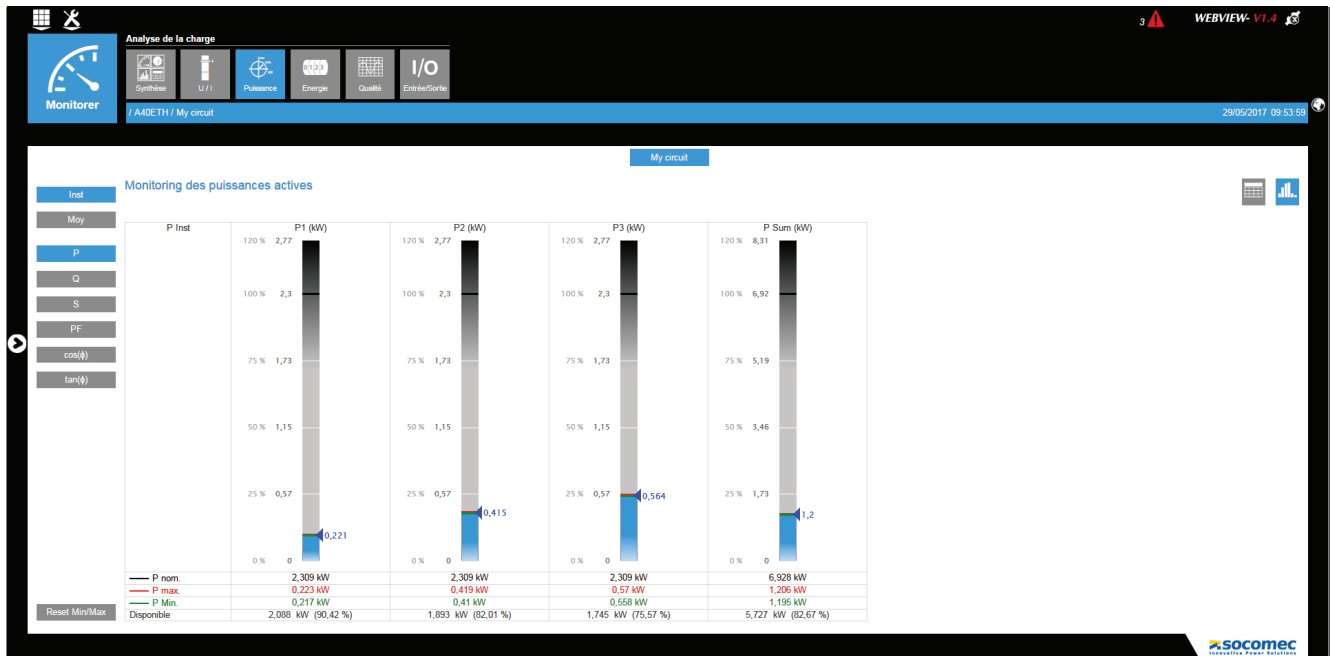 3
WEBVIEW- V1.4
Analyse de la charge
0123
I/O
Synthèse U / I Puissance Energie Qualité Entrée/Sortie
Monitorer
/ A40ETH / My circuit 29/05/2017 09:53:59
My circuit
Monitoring des puissances actives
Inst
Moy
P
Q
S
PF
cos(ϕ)
tan(ϕ)
Reset Min/Max
P Inst P1 (kW) P2 (kW) P3 (kW) P Sum (kW)
120 % 2,77 120 % 2,77 120 % 2,77 120 % 8,31
100 % 2,3 100 % 2,3 100 % 2,3 100 % 6,92
75 % 1,73 75 % 1,73 75 % 1,73 75 % 5,19
50 % 1,15 50 % 1,15 50 % 1,15 50 % 3,46
25 % 0,57 25 % 0,57 25 % 0,57 0,564 25 % 1,73
0,415 1,2
0,221
0 % 0 0 % 0 0 % 0 0 % 0
P nom. 2,309 kW 2,309 kW 2,309 kW 6,928 kW
P max. 0,223 kW 0,419 kW 0,57 kW 1,206 kW
P Min. 0,217 kW 0,41 kW 0,558 kW 1,195 kW
Disponible 2,088 kW (90,42 %) 1,893 kW (82,01 %) 1,745 kW (75,57 %) 5,727 kW (82,67 %)
socomec
Innovative Power Solutions